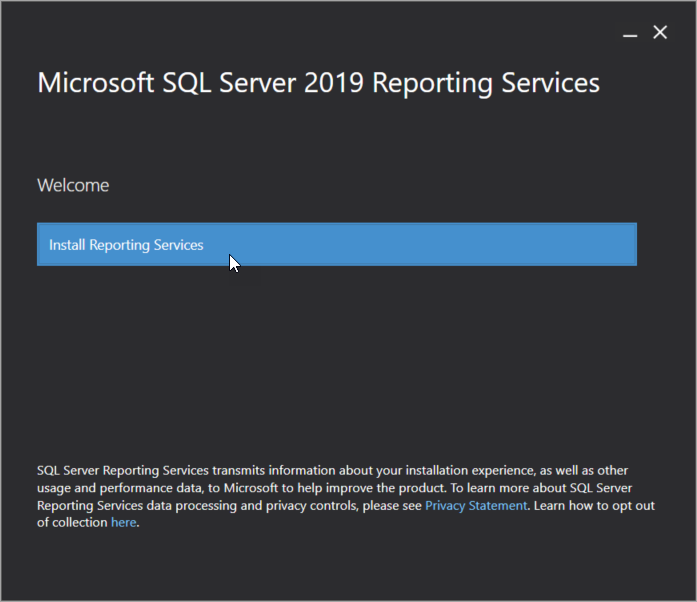 Microsoft SQL Server 2019 Reporting Services
Welcome
Install Reporting Services
SQL Server Reporting Services transmits information about your installation experience, as well as other
usage and performance data, to Microsoft to help improve the product. To learn more about SQL Server
Reporting Services data processing and privacy controls, please see Privacy Statement. Learn how to opt out
of collection here.